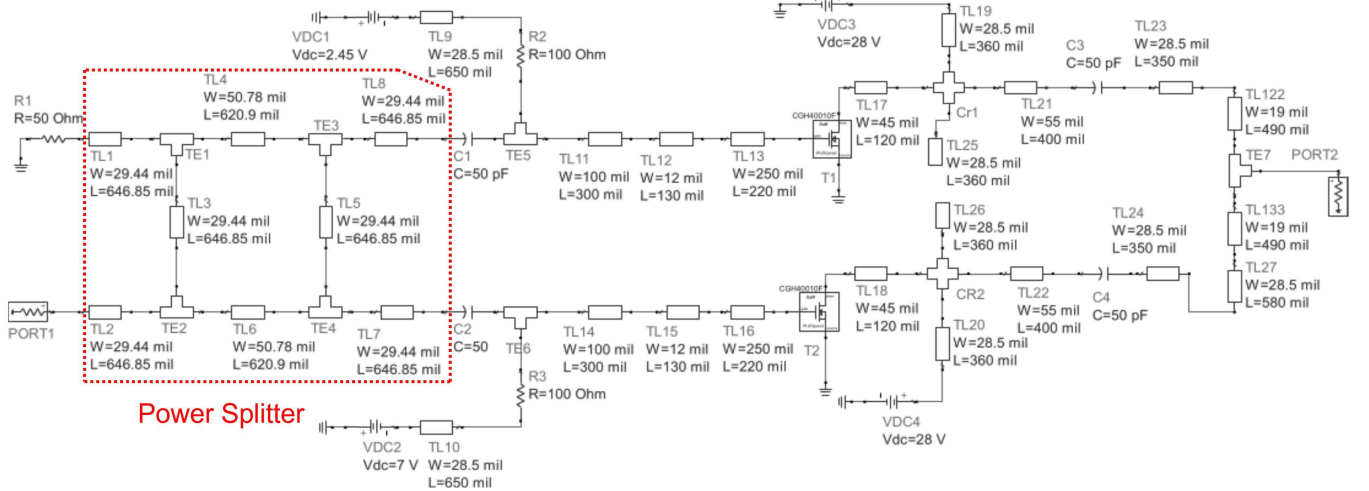 VDC1
Vdc=2.45 V
TL9
W=28.5 mil
L=650 mil
R2
R=100 Ohm
VDC3
Vdc=28 V
TL19
W=28.5 mil
L=360 mil
C3
C=50 pF
TL23
W=28.5 mil
L=350 mil
R1
R=50 Ohm
TL4
W=50.78 mil
L=620.9 mil
TL8
W=29.44 mil
L=646.85 mil
TL1
W=29.44 mil
L=646.85 mil
TE1
TE3
C1
C=50 pF
TE5
TL11
W=100 mil
L=300 mil
TL12
W=12 mil
L=130 mil
TL13
W=250 mil
L=220 mil
CGH40010F
T1
TL17
W=45 mil
L=120 mil
Cr1
TL21
W=55 mil
L=400 mil
TL122
W=19 mil
L=490 mil
TE7
PORT2
TL25
W=28.5 mil
L=360 mil
TL3
W=29.44 mil
L=646.85 mil
TL5
W=29.44 mil
L=646.85 mil
TL26
W=28.5 mil
L=360 mil
TL24
W=28.5 mil
L=350 mil
TL133
W=19 mil
L=490 mil
TL27
W=28.5 mil
L=580 mil
PORT1
TL2
W=29.44 mil
L=646.85 mil
TE2
TL6
W=50.78 mil
L=620.9 mil
TE4
TL7
W=29.44 mil
L=646.85 mil
C2
C=50
TE6
TL14
W=100 mil
L=300 mil
TL15
W=12 mil
L=130 mil
TL16
W=250 mil
L=220 mil
CGH40010F
T2
TL18
W=45 mil
L=120 mil
CR2
TL22
W=55 mil
L=400 mil
C4
C=50 pF
TL20
W=28.5 mil
L=360 mil
R3
R=100 Ohm
Power Splitter
VDC2
Vdc=7 V
TL10
W=28.5 mil
L=650 mil
VDC4
Vdc=28 V